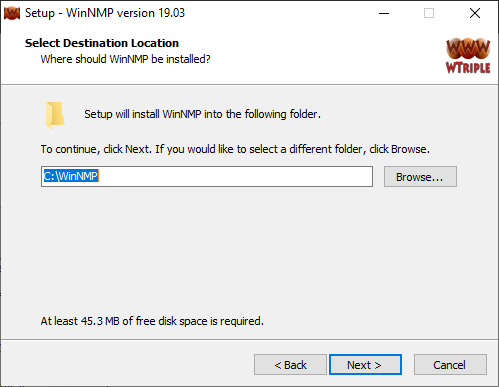 Setup - WinNMP version 19.03
Select Destination Location
Where should WinNMP be installed?
WWW
WTRIPLE
Setup will install WinNMP into the following folder.
To continue, click Next. If you would like to select a different folder, click Browse.
C:\WinNMP
Browse...
At least 45.3 MB of free disk space is required.
< Back
Next >
Cancel